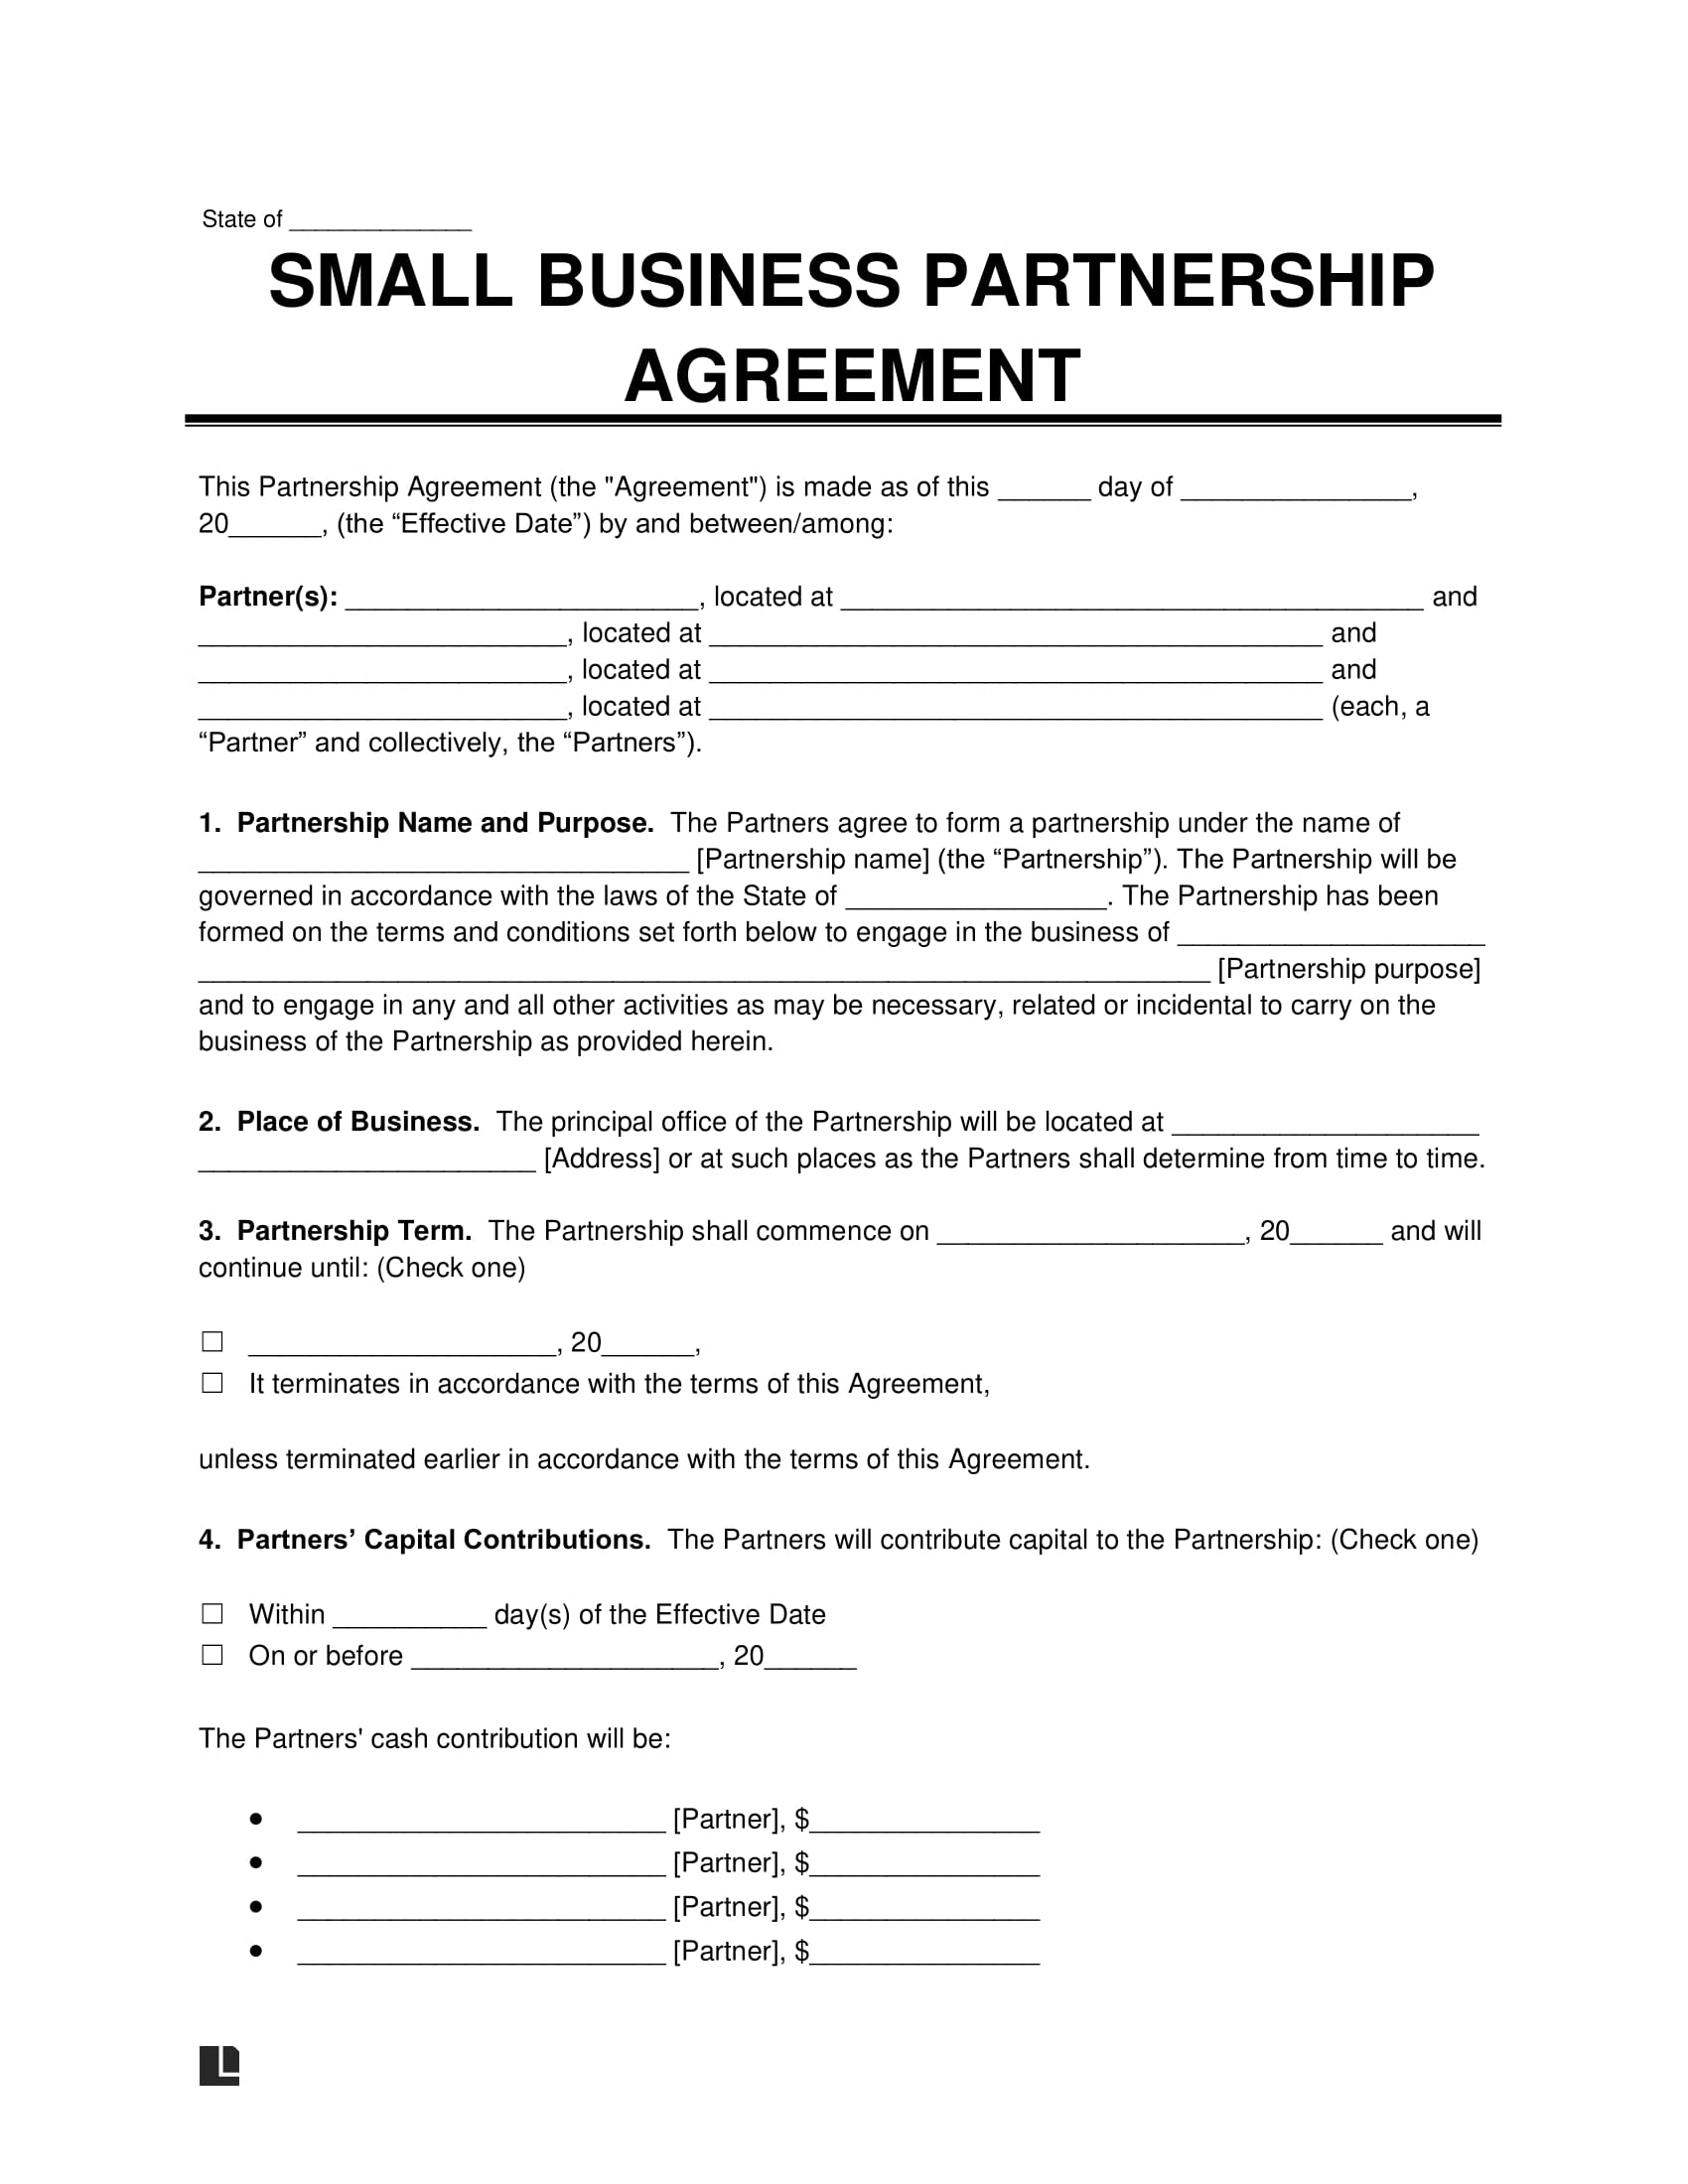 State of ______________
SMALL BUSINESS PARTNERSHIP
AGREEMENT
This Partnership Agreement (the "Agreement") is made as of this ______ day of _______________,
20______, (the “Effective Date”) by and between/among:
Partner(s): _______________________, located at ______________________________________ and
________________________, located at ________________________________________ and
________________________, located at ________________________________________ and
________________________, located at ________________________________________ (each, a
“Partner” and collectively, the “Partners”).
1. Partnership Name and Purpose. The Partners agree to form a partnership under the name of
________________________________ [Partnership name] (the “Partnership”). The Partnership will be
governed in accordance with the laws of the State of _________________. The Partnership has been
formed on the terms and conditions set forth below to engage in the business of ____________________
__________________________________________________________________ [Partnership purpose]
and to engage in any and all other activities as may be necessary, related or incidental to carry on the
business of the Partnership as provided herein.
2. Place of Business. The principal office of the Partnership will be located at ____________________
______________________ [Address] or at such places as the Partners shall determine from time to time.
3. Partnership Term. The Partnership shall commence on ____________________, 20______ and will
continue until: (Check one)
☐ ____________________, 20______,
☐ It terminates in accordance with the terms of this Agreement,
unless terminated earlier in accordance with the terms of this Agreement.
4. Partners’ Capital Contributions. The Partners will contribute capital to the Partnership: (Check one)
☐ Within __________ day(s) of the Effective Date
☐ On or before ____________________, 20______
The Partners' cash contribution will be:
• ________________________ [Partner], $_______________
• ________________________ [Partner], $_______________
• ________________________ [Partner], $_______________
• ________________________ [Partner], $_______________